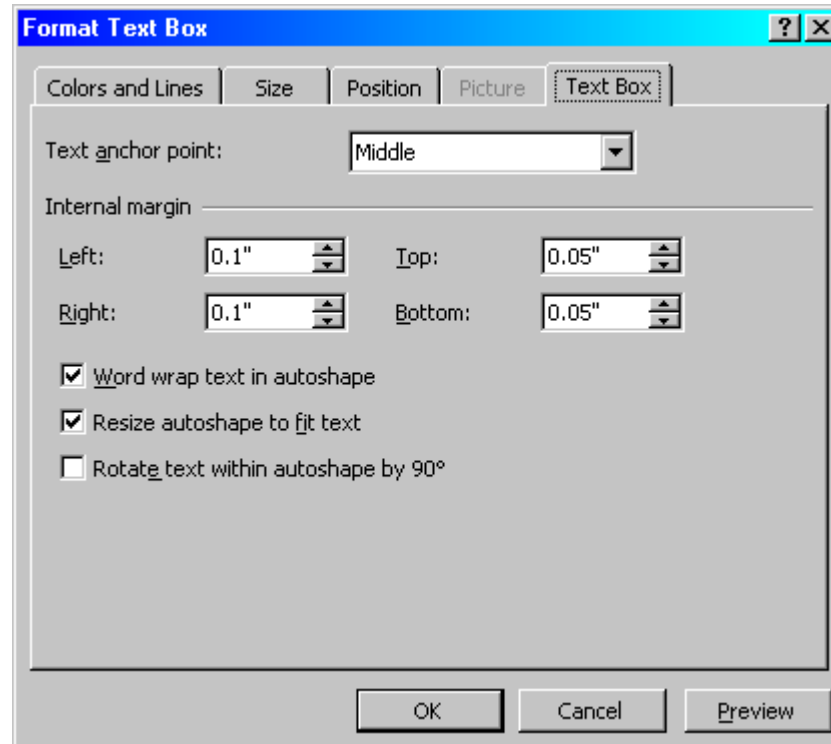 Format Text Box
Colors and Lines Size Position Picture Text Box
Text anchor point: Middle
Internal margin
Left: 0.1" Top: 0.05"
Right: 0.1" Bottom: 0.05"
Word wrap text in autoshape
Resize autoshape to fit text
Rotate text within autoshape by 90°
OK Cancel Preview